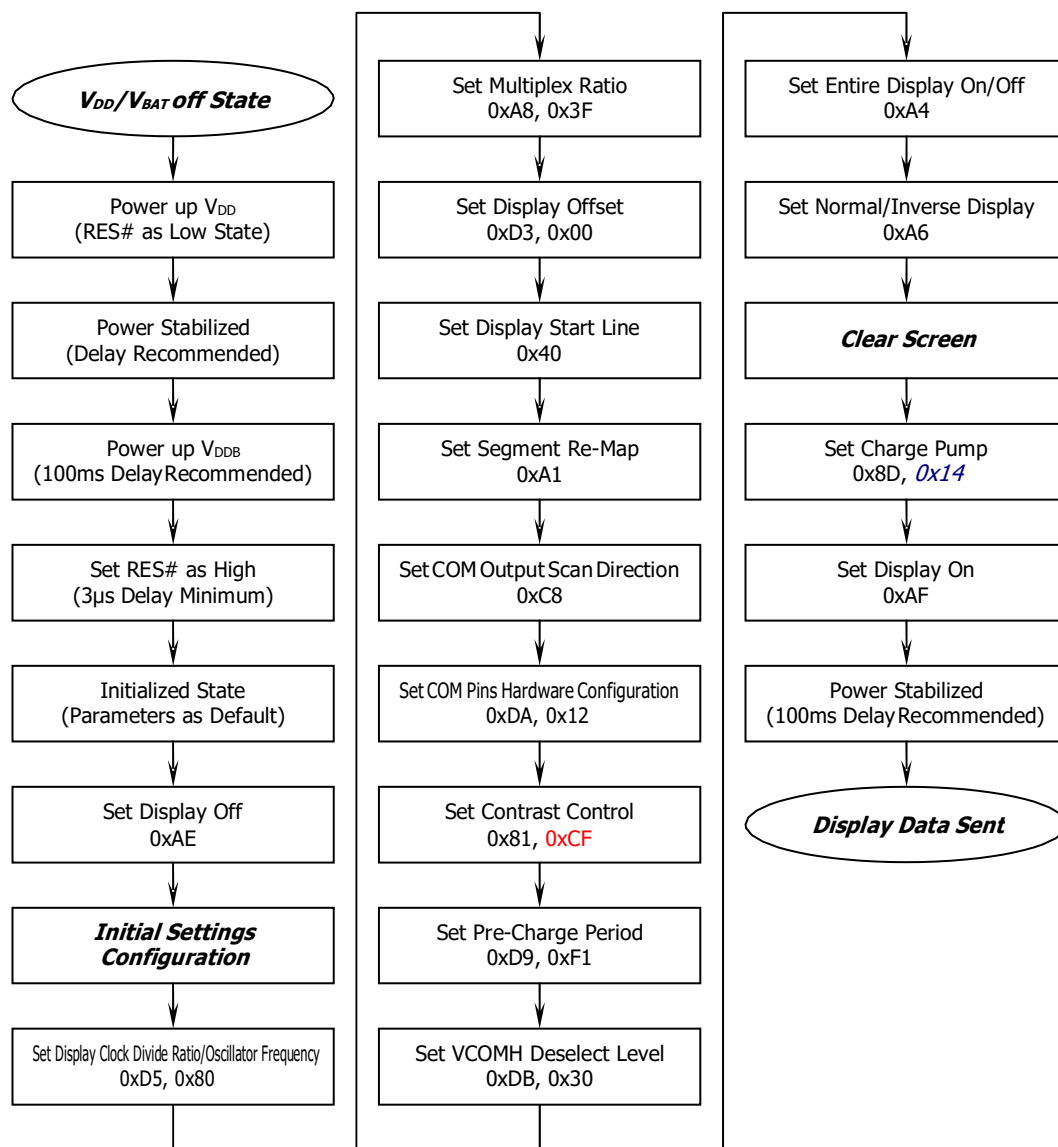 VDD/VBAT off State
Power up VDD
(RES# as Low State)
Power Stabilized
(Delay Recommended)
Power up VDDB
(100ms Delay Recommended)
Set RES# as High
(3μs Delay Minimum)
Initialized State
(Parameters as Default)
Set Display Off
0xAE
Initial Settings
Configuration
Set Display Clock Divide Ratio/Oscillator Frequency
0xD5, 0x80
Set Multiplex Ratio
0xA8, 0x3F
Set Display Offset
0xD3, 0x00
Set Display Start Line
0x40
Set Segment Re-Map
0xA1
Set COM Output Scan Direction
0xC8
Set COM Pins Hardware Configuration
0xDA, 0x12
Set Contrast Control
0x81, 0xCF
Set Pre-Charge Period
0xD9, 0xF1
Set VCOMH Deselect Level
0xDB, 0x30
Set Entire Display On/Off
0xA4
Set Normal/Inverse Display
0xA6
Clear Screen
Set Charge Pump
0x8D, 0x14
Set Display On
0xAF
Power Stabilized
(100ms Delay Recommended)
Display Data Sent